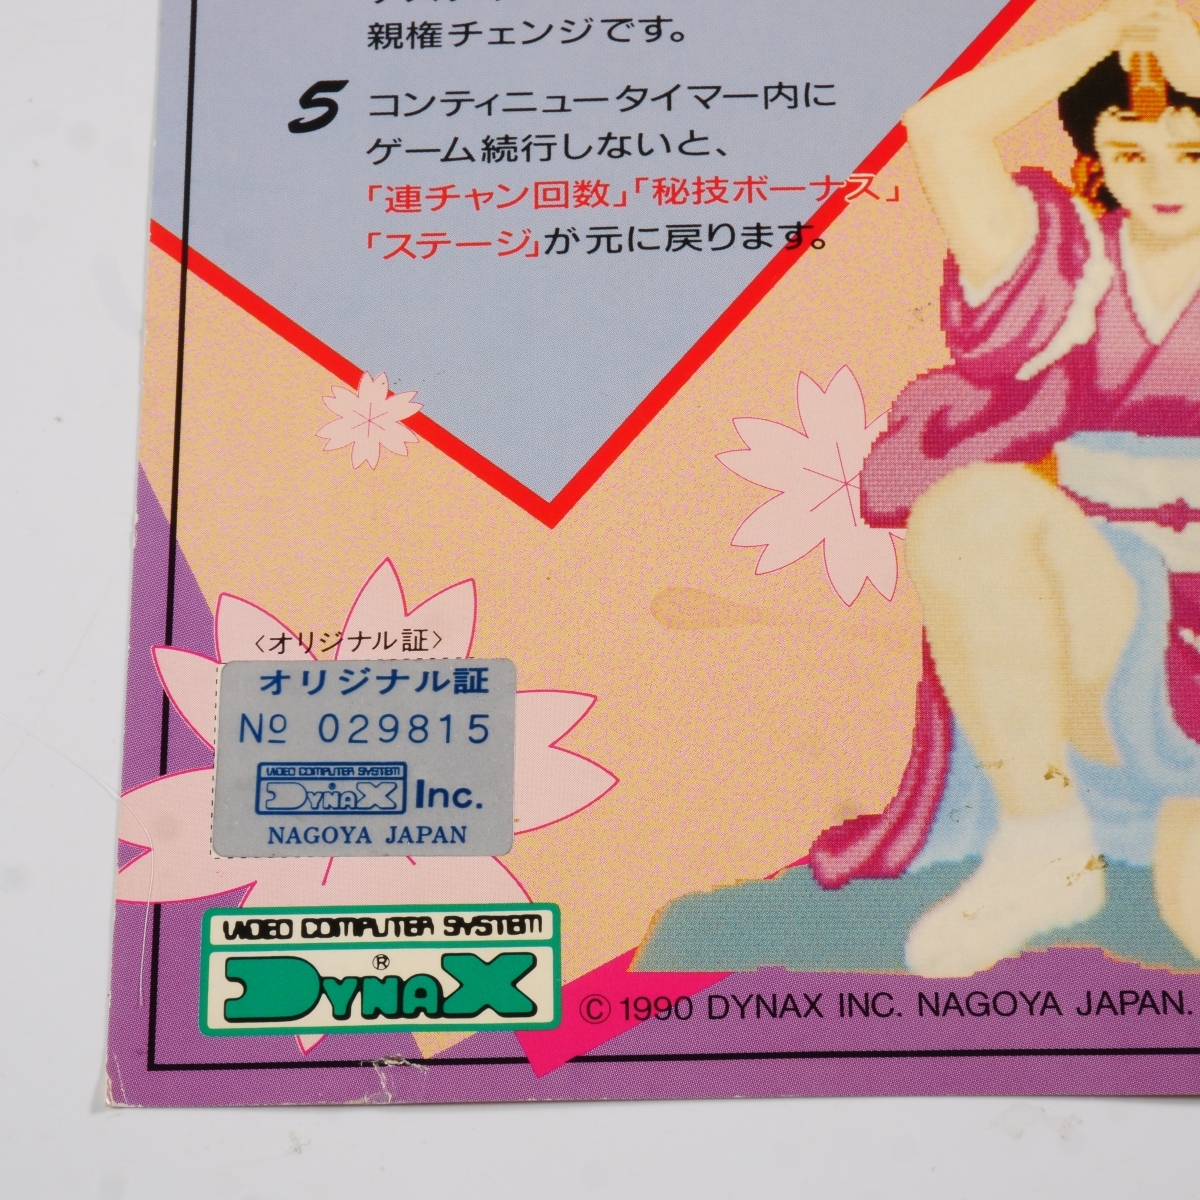 親権チェンジです。
5 コンティニュータイマー内に
ゲーム続行しないと、
「連チャン回数」「秘技ボーナス」
「ステージ」が元に戻ります。
〈オリジナル証〉
オリジナル証
№ 029815
VIDEO COMPUTER SYSTEM
DYNAX Inc.
NAGOYA JAPAN
VIDEO COMPUTER SYSTEM
DYNAX®
© 1990 DYNAX INC. NAGOYA JAPAN.